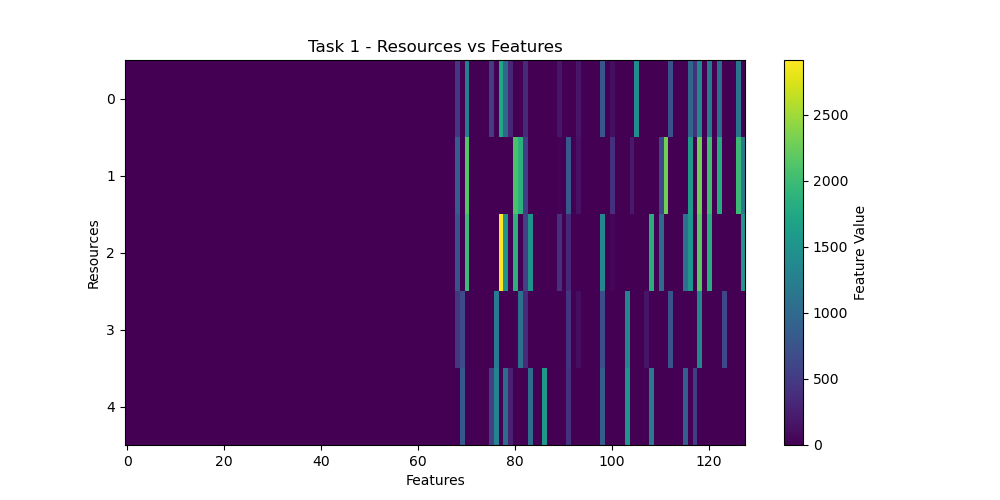 Task 1 - Resources vs Features
0
1
2
3
4
Resources
0 20 40 60 80 100 120
Features
2500
2000
1500
1000
500
0
Feature Value